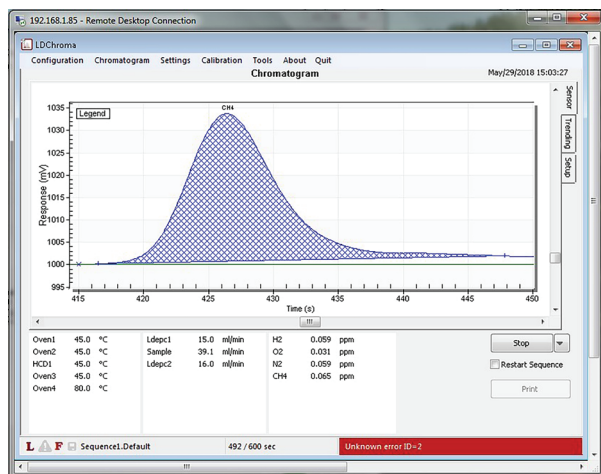 192.168.1.85 - Remote Desktop Connection
LDChroma
Configuration Chromatogram Settings Calibration Tools About Quit
Chromatogram
May/29/2018 15:03:27
Sensor
Trending
Setup
Legend
CH4
Response (mV)
1035
1030
1025
1020
1015
1010
1005
1000
995
415 420 425 430 435 440 445 450
Time (s)
Oven1 45.0 °C Ldepc1 15.0 ml/min H2 0.059 ppm
Oven2 45.0 °C Sample 39.1 ml/min O2 0.031 ppm
HCD1 45.0 °C Ldepc2 16.0 ml/min N2 0.059 ppm
Oven3 45.0 °C CH4 0.065 ppm
Oven4 80.0 °C
Stop
Restart Sequence
Print
L F Sequence1.Default 492 / 600 sec Unknown error ID=2